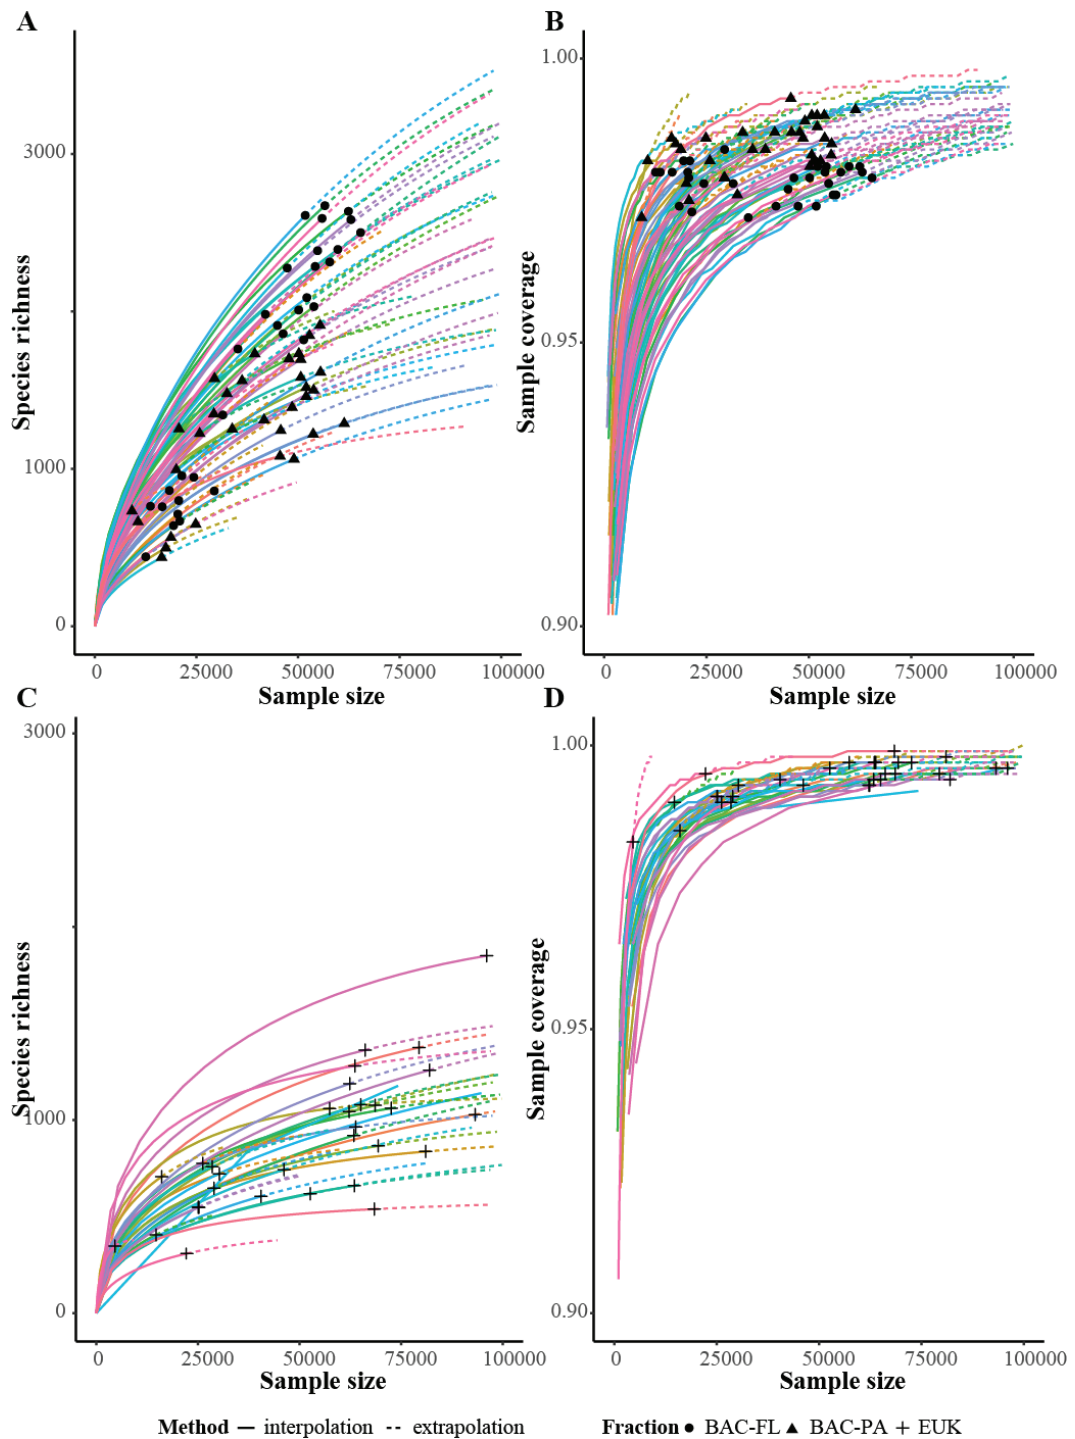 A
B
3000
1000
0
Species richness
0 25000 50000 75000 100000
Sample size
1.00
0.95
0.90
Sample coverage
0 25000 50000 75000 100000
Sample size
C
D
3000
1000
0
Species richness
0 25000 50000 75000 100000
Sample size
1.00
0.95
0.90
Sample coverage
0 25000 50000 75000 100000
Sample size
Method interpolation extrapolation Fraction BAC-FL BAC-PA EUK